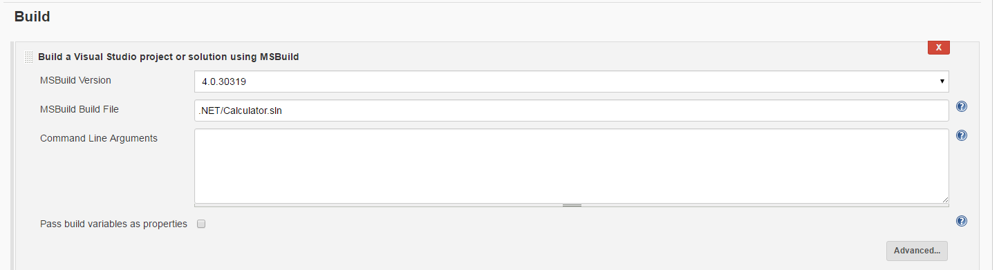 Build
Build a Visual Studio project or solution using MSBuild
X
MSBuild Version
4.0.30319
MSBuild Build File
.NET/Calculator.sln
Command Line Arguments
Pass build variables as properties
Advanced...